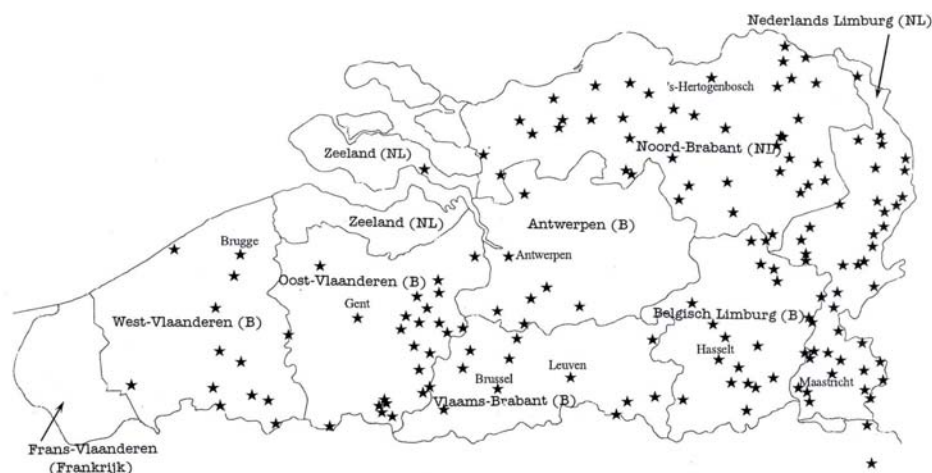 Nederlands Limburg (NL)
's-Hertogenbosch
Zeeland (NL)
Noord-Brabant (NL)
Zeeland (NL)
Antwerpen (B)
Brugge
Antwerpen
Oost-Vlaanderen (B)
Gent
West-Vlaanderen (B)
Belgisch Limburg (B)
Hasselt
Leuven
Brussel
Maastricht
Vlaams-Brabant (B)
Frans-Vlaanderen
(Frankrijk)